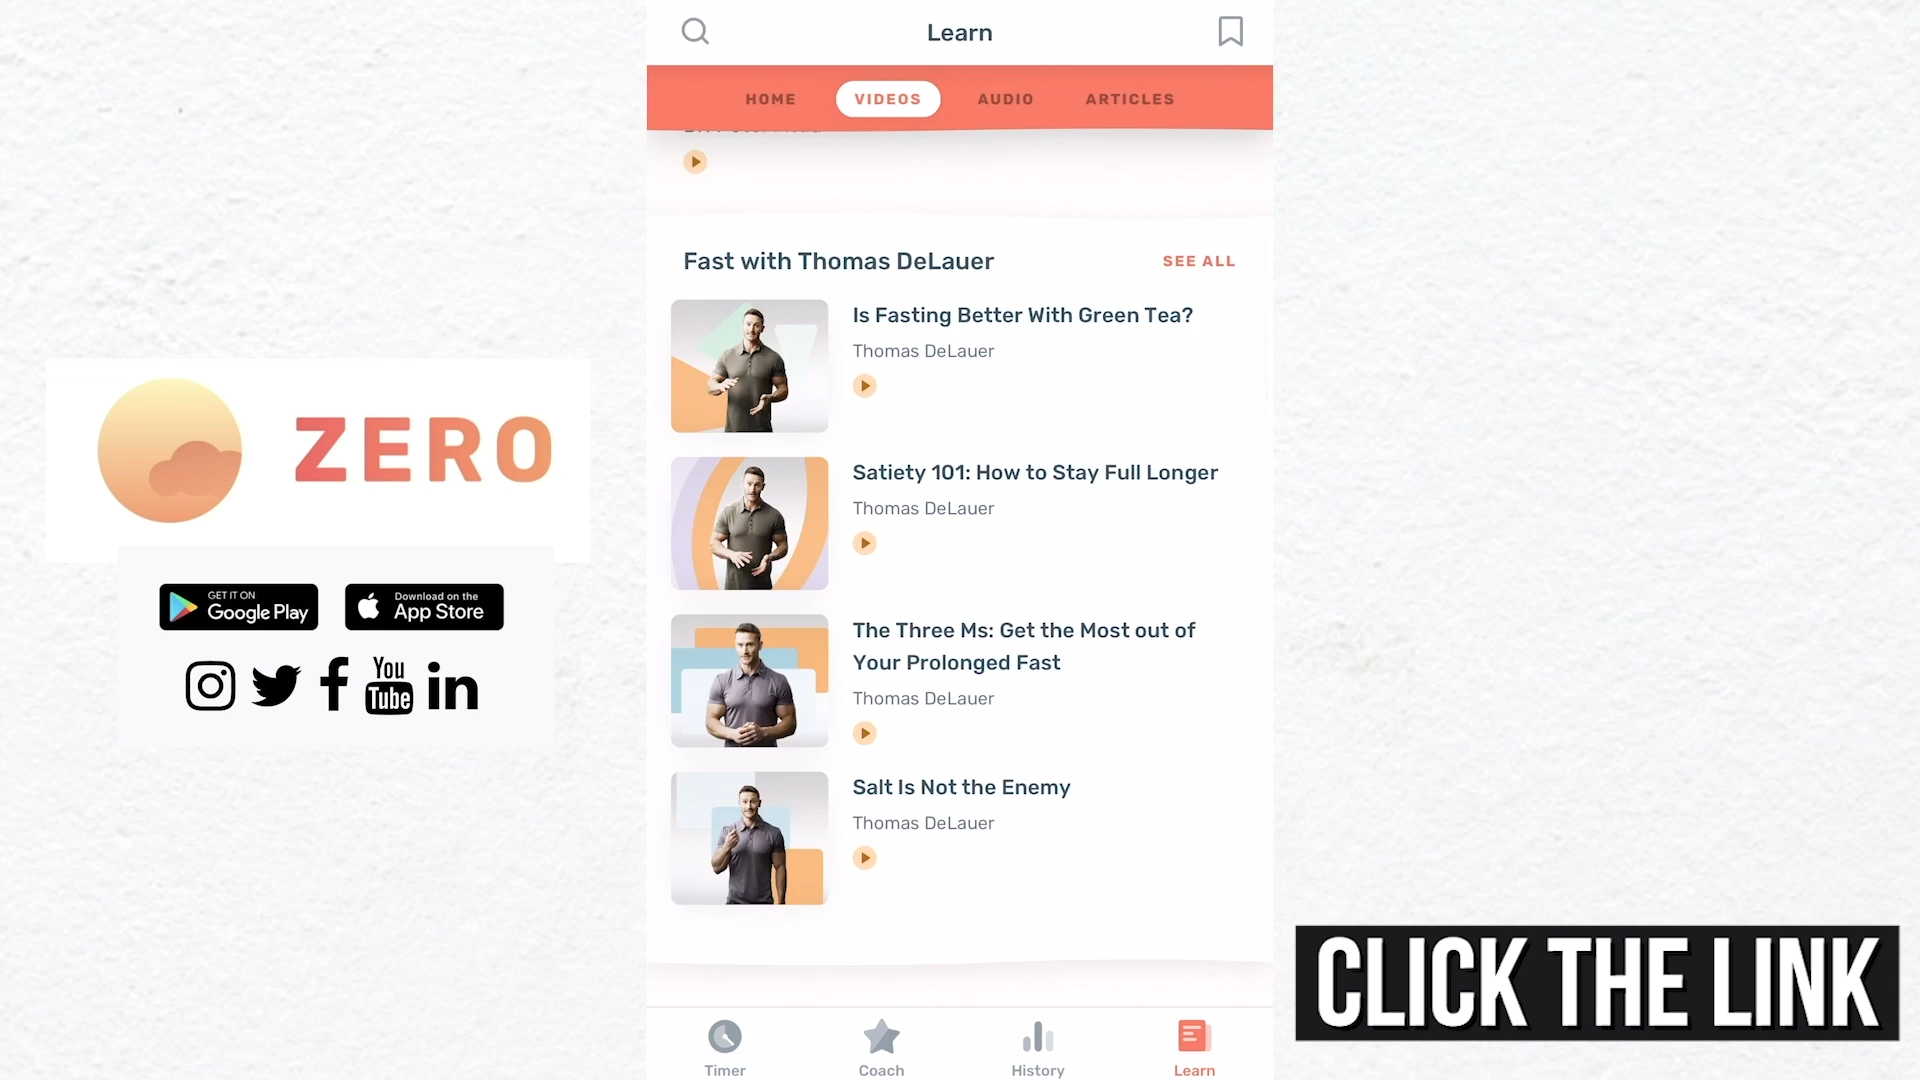 Learn
HOME
VIDEOS
AUDIO
ARTICLES
Fast with Thomas DeLauer
SEE ALL
Is Fasting Better With Green Tea?
Thomas DeLauer
Satiety 101: How to Stay Full Longer
Thomas DeLauer
The Three Ms: Get the Most out of
Your Prolonged Fast
Thomas DeLauer
Salt Is Not the Enemy
Thomas DeLauer
Timer
Coach
History
Learn
ZERO
GET IT ON
Google Play
Download on the
App Store
You
Tube
in
CLICK THE LINK